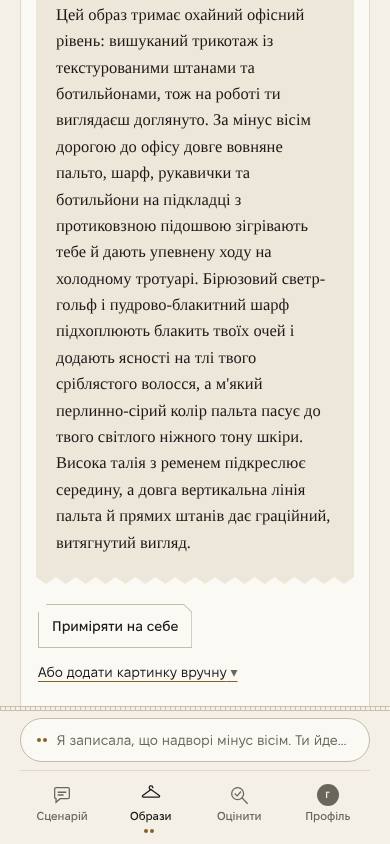 Цей образ тримає охайний офісний
рівень: вишуканий трикотаж із
текстурованими штанами та
ботильйонами, тож на роботі ти
виглядаєш доглянуто. За мінус вісім
дорогою до офісу довге вовняне
пальто, шарф, рукавички та
ботильйони на підкладці з
протиковзною підошвою зігрівають
тебе й дають упевнену ходу на
холодному тротуарі. Бірюзовий светр-
гольф і пудрово-блакитний шарф
підхоплюють блакить твоїх очей і
додають ясності на тлі твого
сріблястого волосся, а м'який
перлинно-сірий колір пальта пасує до
твого світлого ніжного тону шкіри.
Висока талія з ременем підкреслює
середину, а довга вертикальна лінія
пальта й прямих штанів дає граційний,
витягнутий вигляд.
Приміряти на себе
Або додати картинку вручну ▾
Я записала, що надворі мінус вісім. Ти йде...
Сценарій
Образи
Оцінити
г
Профіль